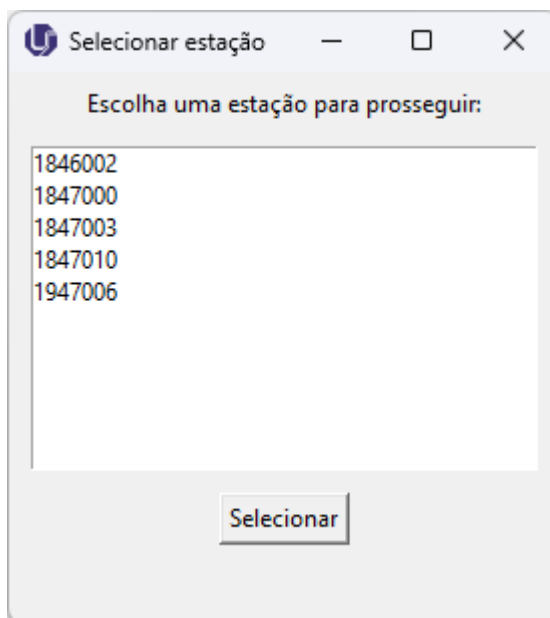 Selecionar estação
Escolha uma estação para prosseguir:
1846002
1847000
1847003
1847010
1947006
Selecionar